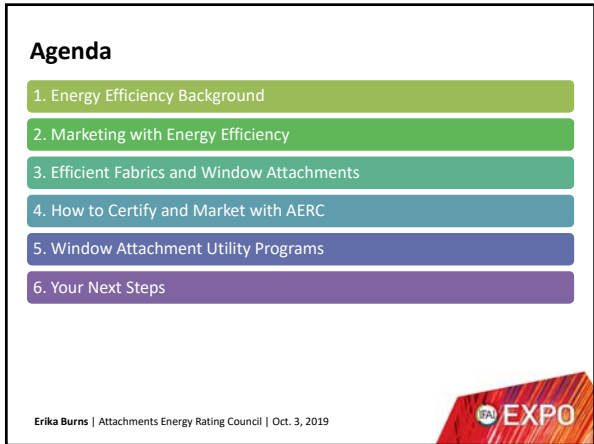 Agenda
1. Energy Efficiency Background
2. Marketing with Energy Efficiency
3. Efficient Fabrics and Window Attachments
4. How to Certify and Market with AERC
5. Window Attachment Utility Programs
6. Your Next Steps
Erika Burns | Attachments Energy Rating Council | Oct. 3, 2019
IFAI EXPO